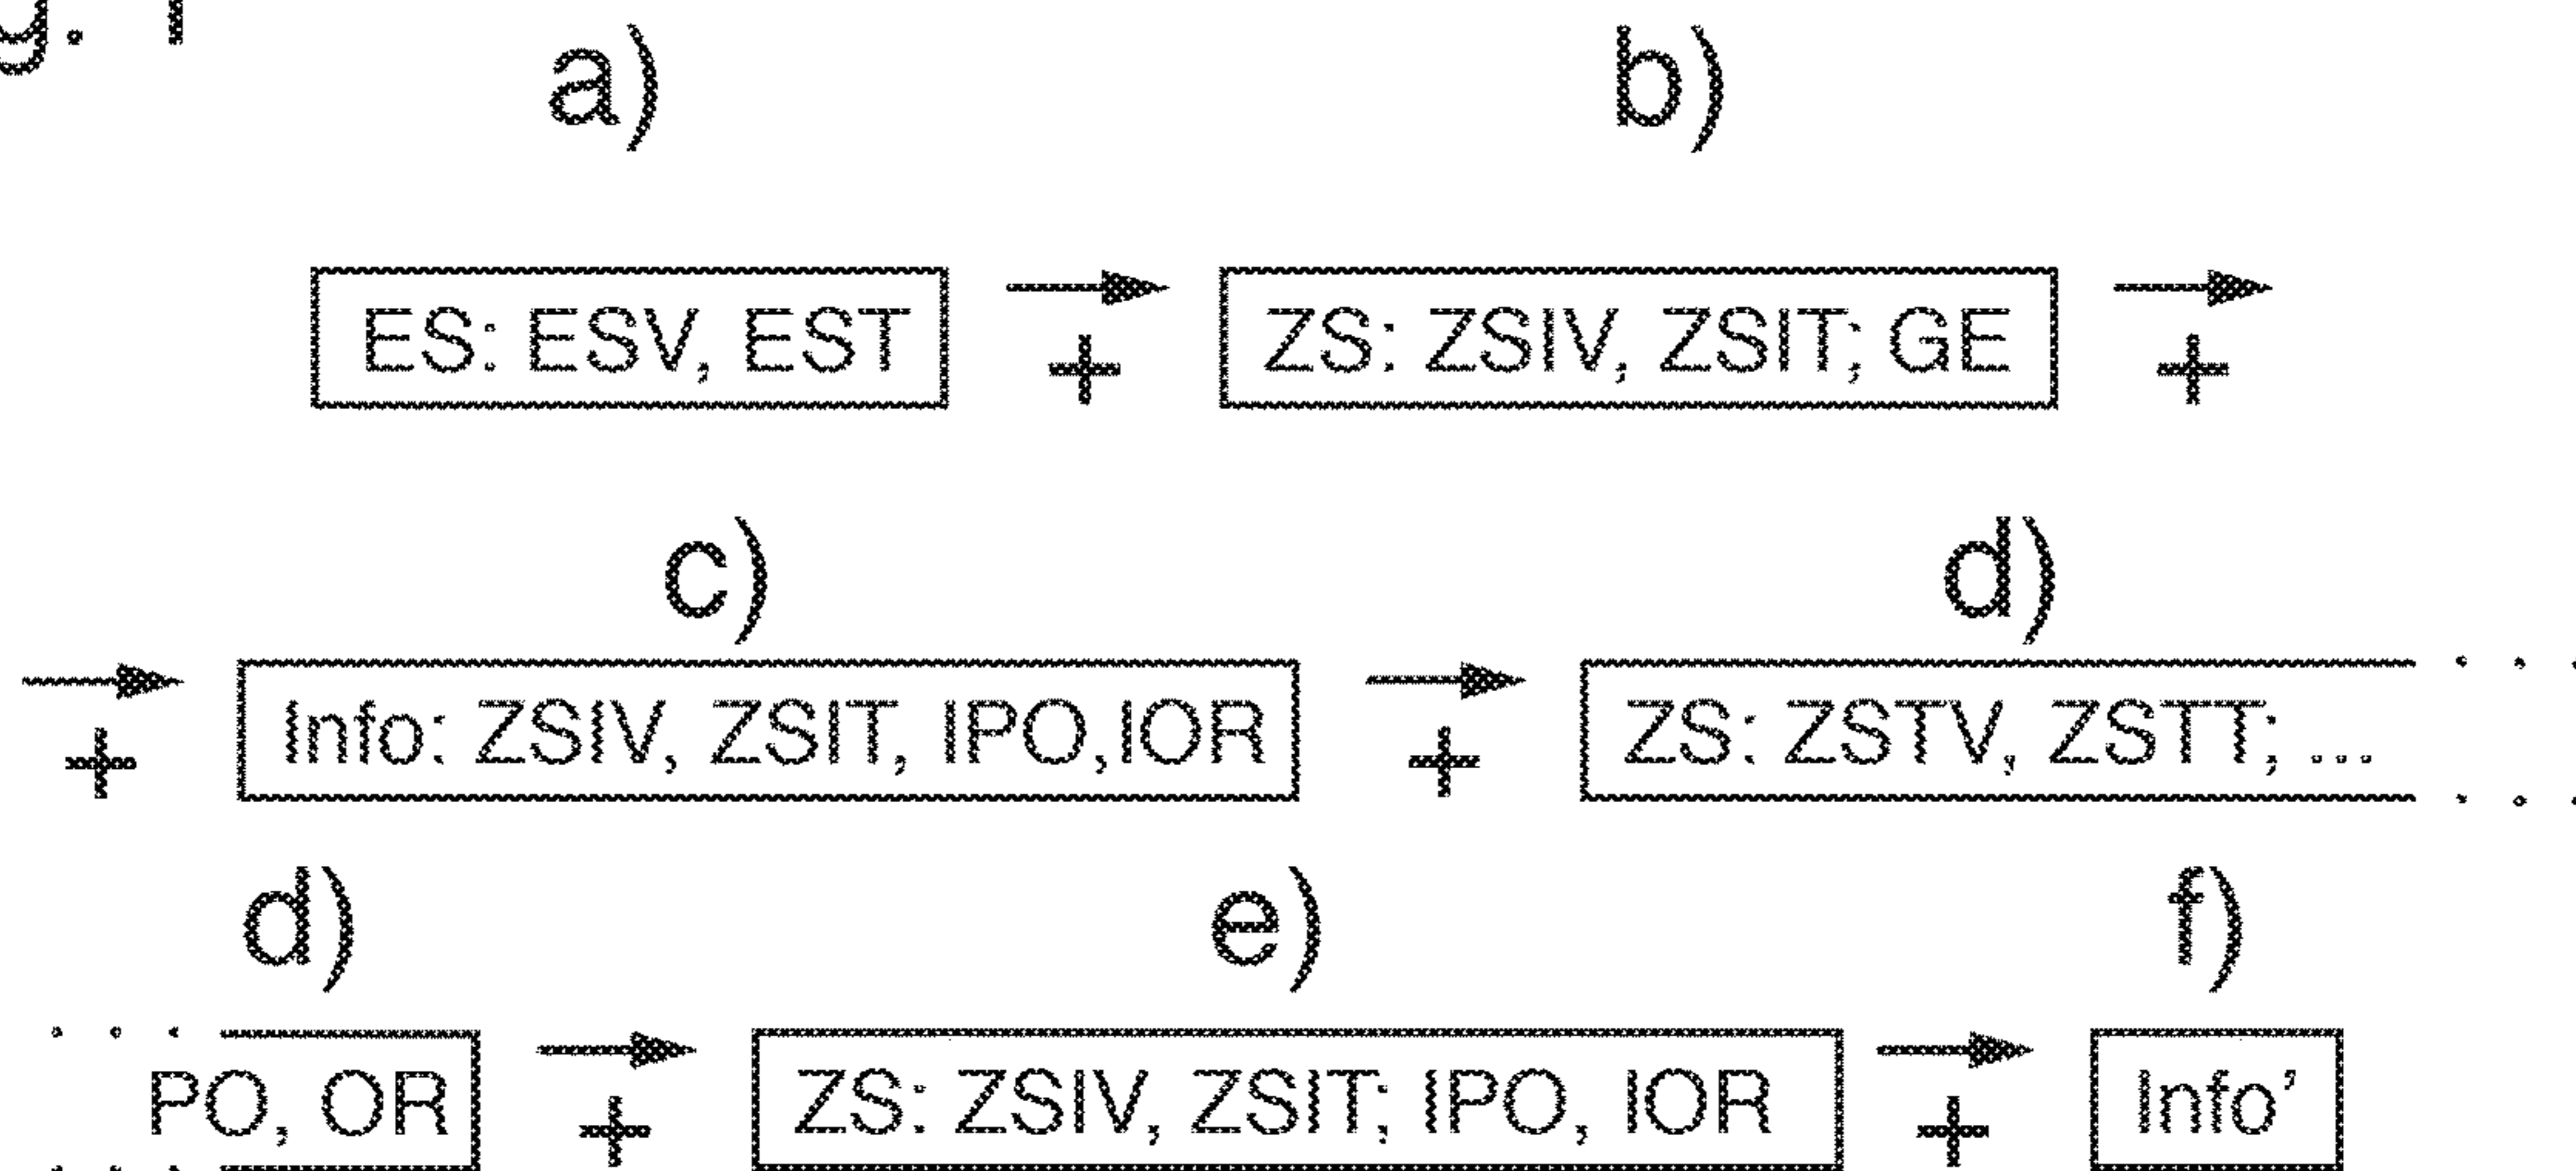 g. 1
a) b)
ES: ESV, EST → + ZS: ZSIV, ZSIT; GE → +
c) d)
→ + Info: ZSIV, ZSIT, IPO,IOR → + ZS: ZSTV, ZSTT; ...
d) e) f)
PO, OR → + ZS: ZSIV, ZSIT; IPO, IOR → + Info’